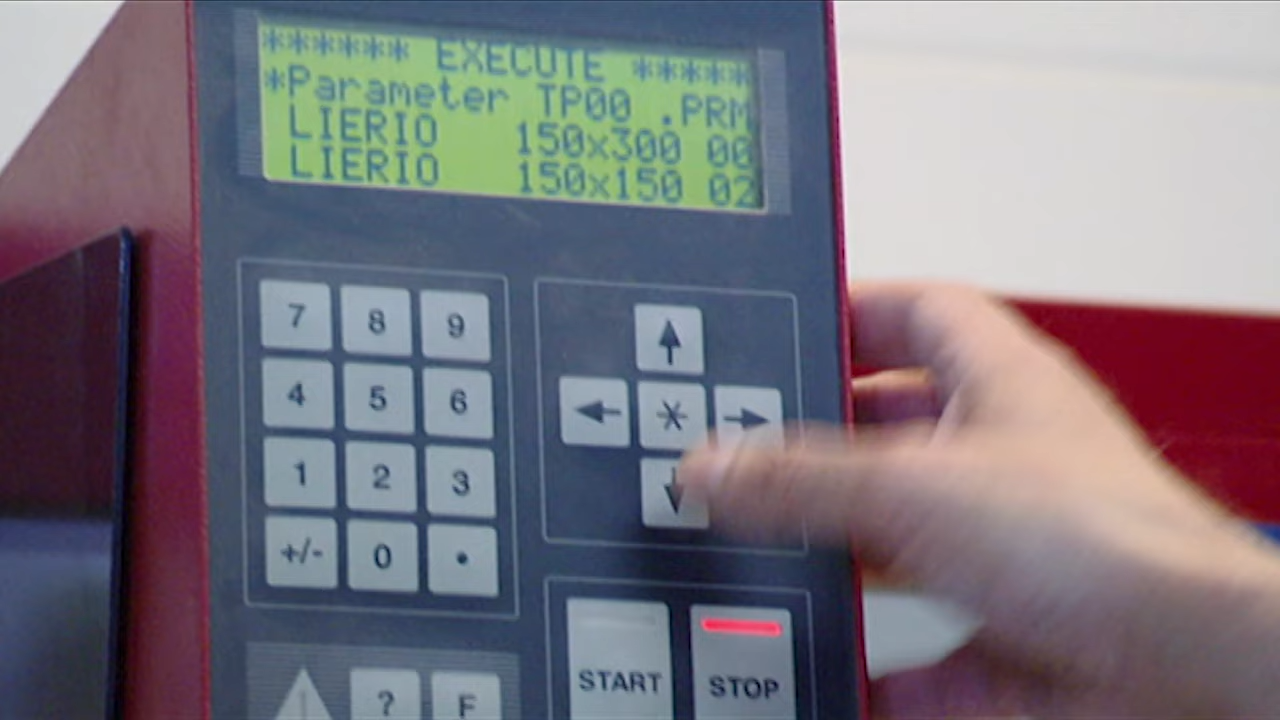 ****** EXECUTE *****
*Parameter TP00 .PRM
LIERIO 150x300 00
LIERIO 150x150 02
7 8 9
4 5 6
* 
1 2 3
+/- 0 •
START STOP
? F